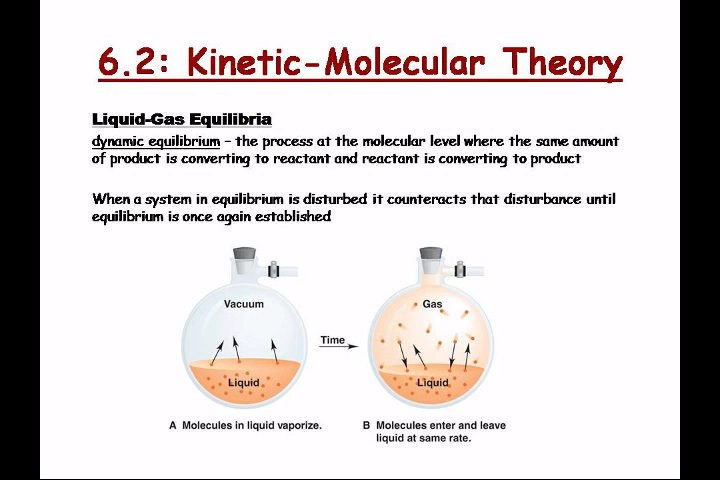 6.2: Kinetic-Molecular Theory
Liquid-Gas Equilibria
dynamic equilibrium - the process at the molecular level where the same amount
of product is converting to reactant and reactant is converting to product
When a system in equilibrium is disturbed it counteracts that disturbance until
equilibrium is once again established
Vacuum
Liquid
Time
Gas
Liquid
A Molecules in liquid vaporize.
B Molecules enter and leave
liquid at same rate.